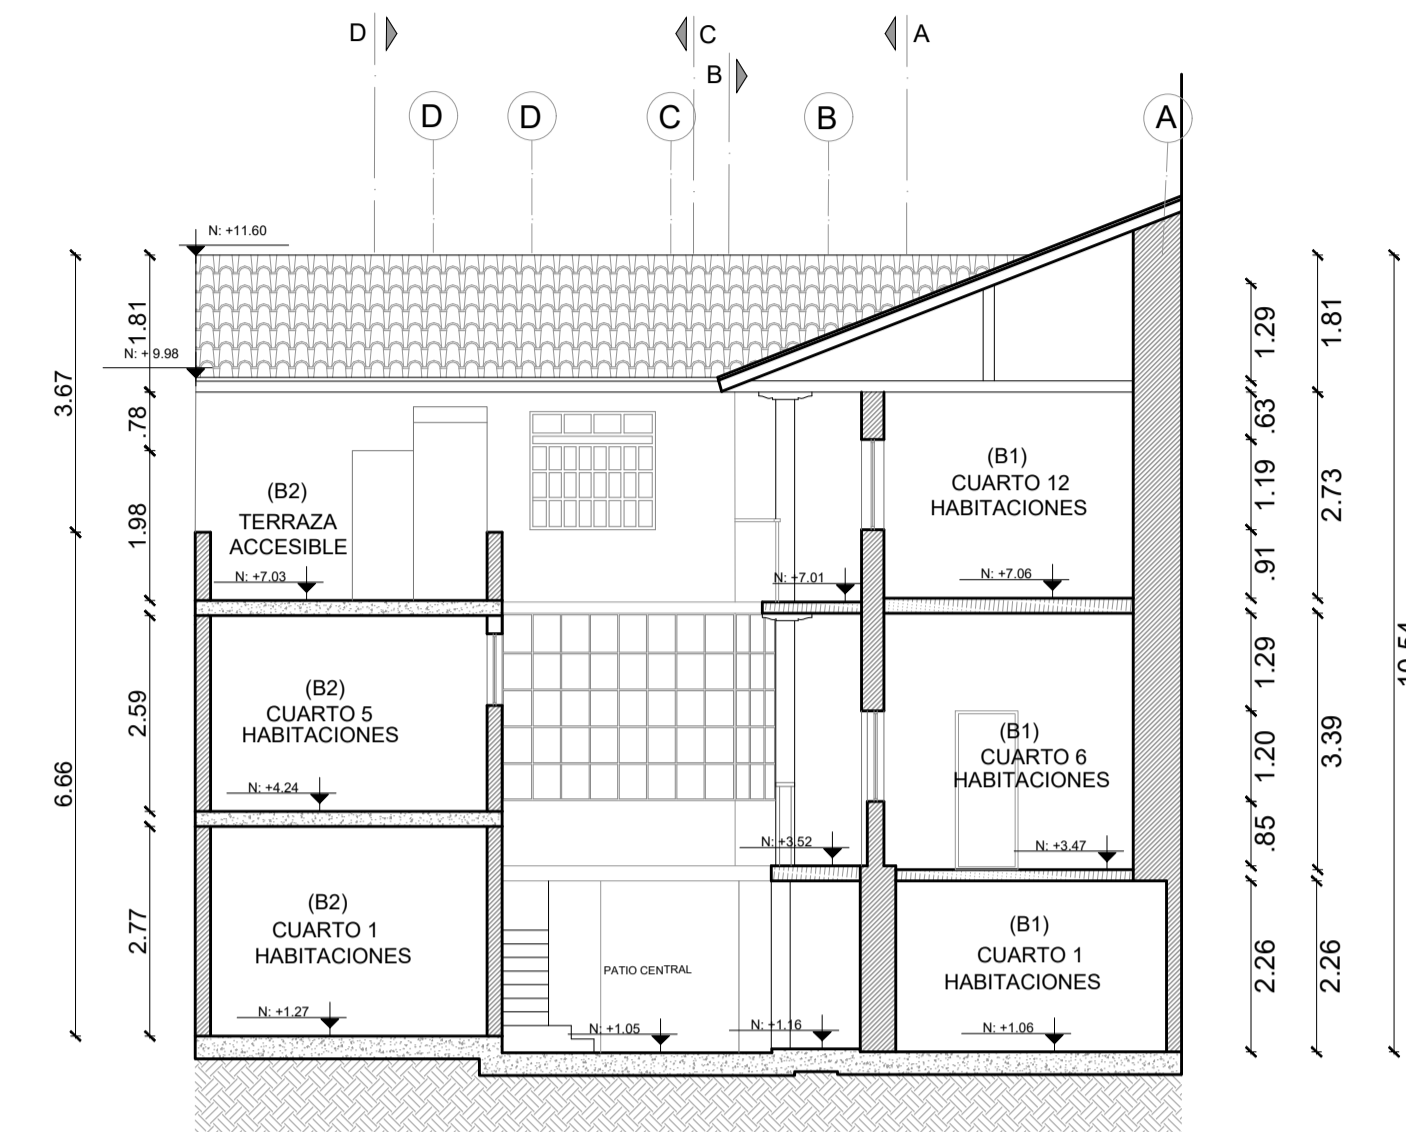 D
C
A
B
D
D
C
B
A
N: +11.60
1.81
N: + 9.98
3.67
.78
1.98
6.66
2.59
2.77
(B2)
TERRAZA
ACCESIBLE
N: +7.03
(B2)
CUARTO 5
HABITACIONES
N: +4.24
(B2)
CUARTO 1
HABITACIONES
N: +1.27
PATIO CENTRAL
N: +1.05
N: +1.16
N: +7.01
N: +3.52
(B1)
CUARTO 12
HABITACIONES
N: +7.06
(B1)
CUARTO 6
HABITACIONES
N: +3.47
(B1)
CUARTO 1
HABITACIONES
N: +1.06
1.29
.63
1.19
.91
1.29
1.20
.85
2.26
1.81
2.73
3.39
2.26